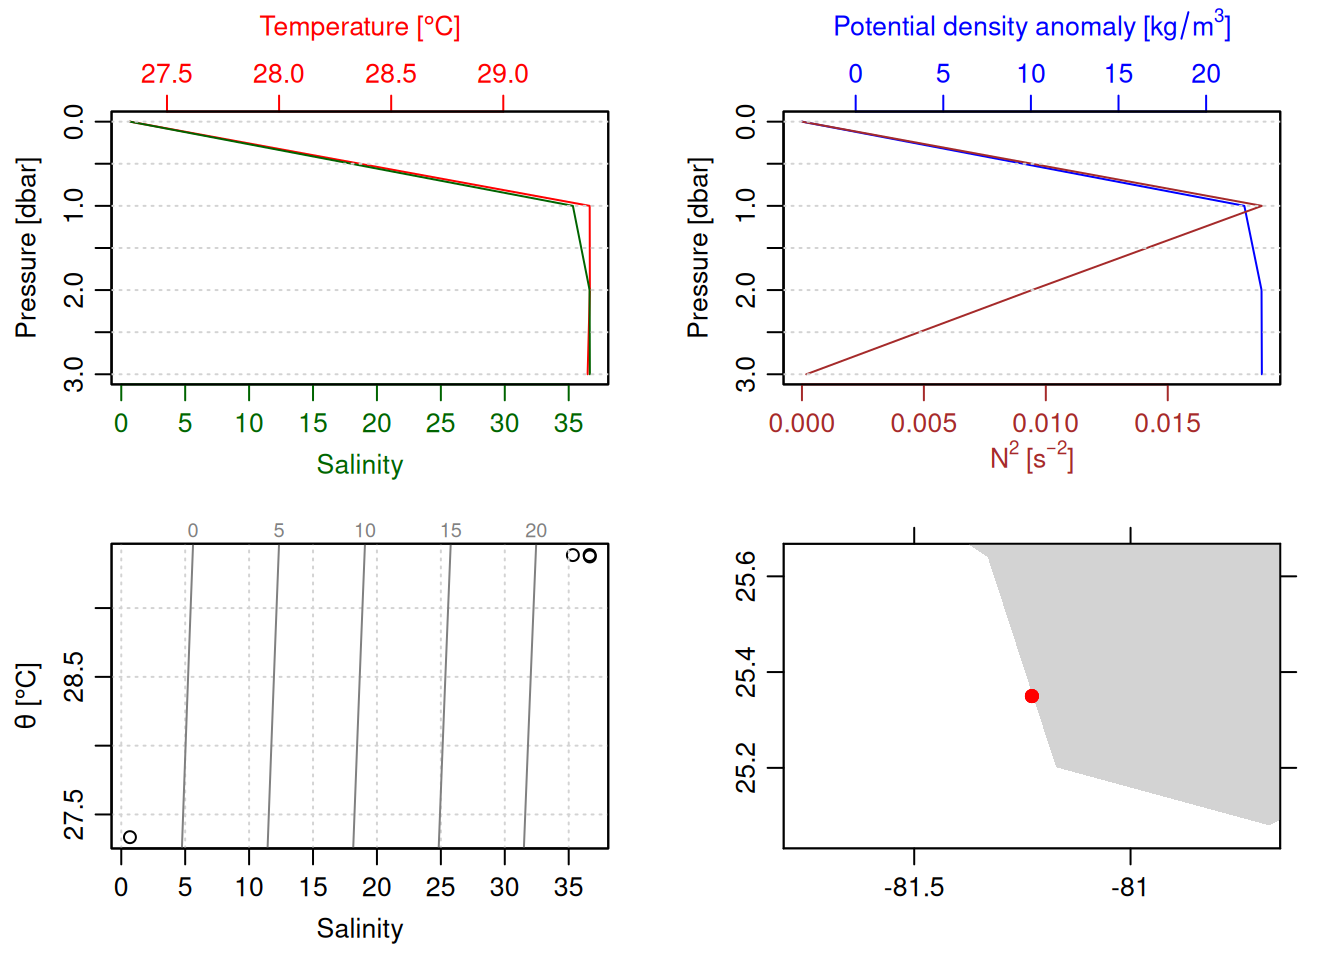 Temperature [°C]
27.5 28.0 28.5 29.0
Pressure [dbar]
0.0 1.0 2.0 3.0
0 5 10 15 20 25 30 35
Salinity
Potential density anomaly [kg/m³]
0 5 10 15 20
Pressure [dbar]
0.0 1.0 2.0 3.0
0.000 0.005 0.010 0.015
N² [s⁻²]
0 5 10 15 20
θ [°C]
28.5
27.5
0 5 10 15 20 25 30 35
Salinity
25.6
25.4
25.2
-81.5 -81